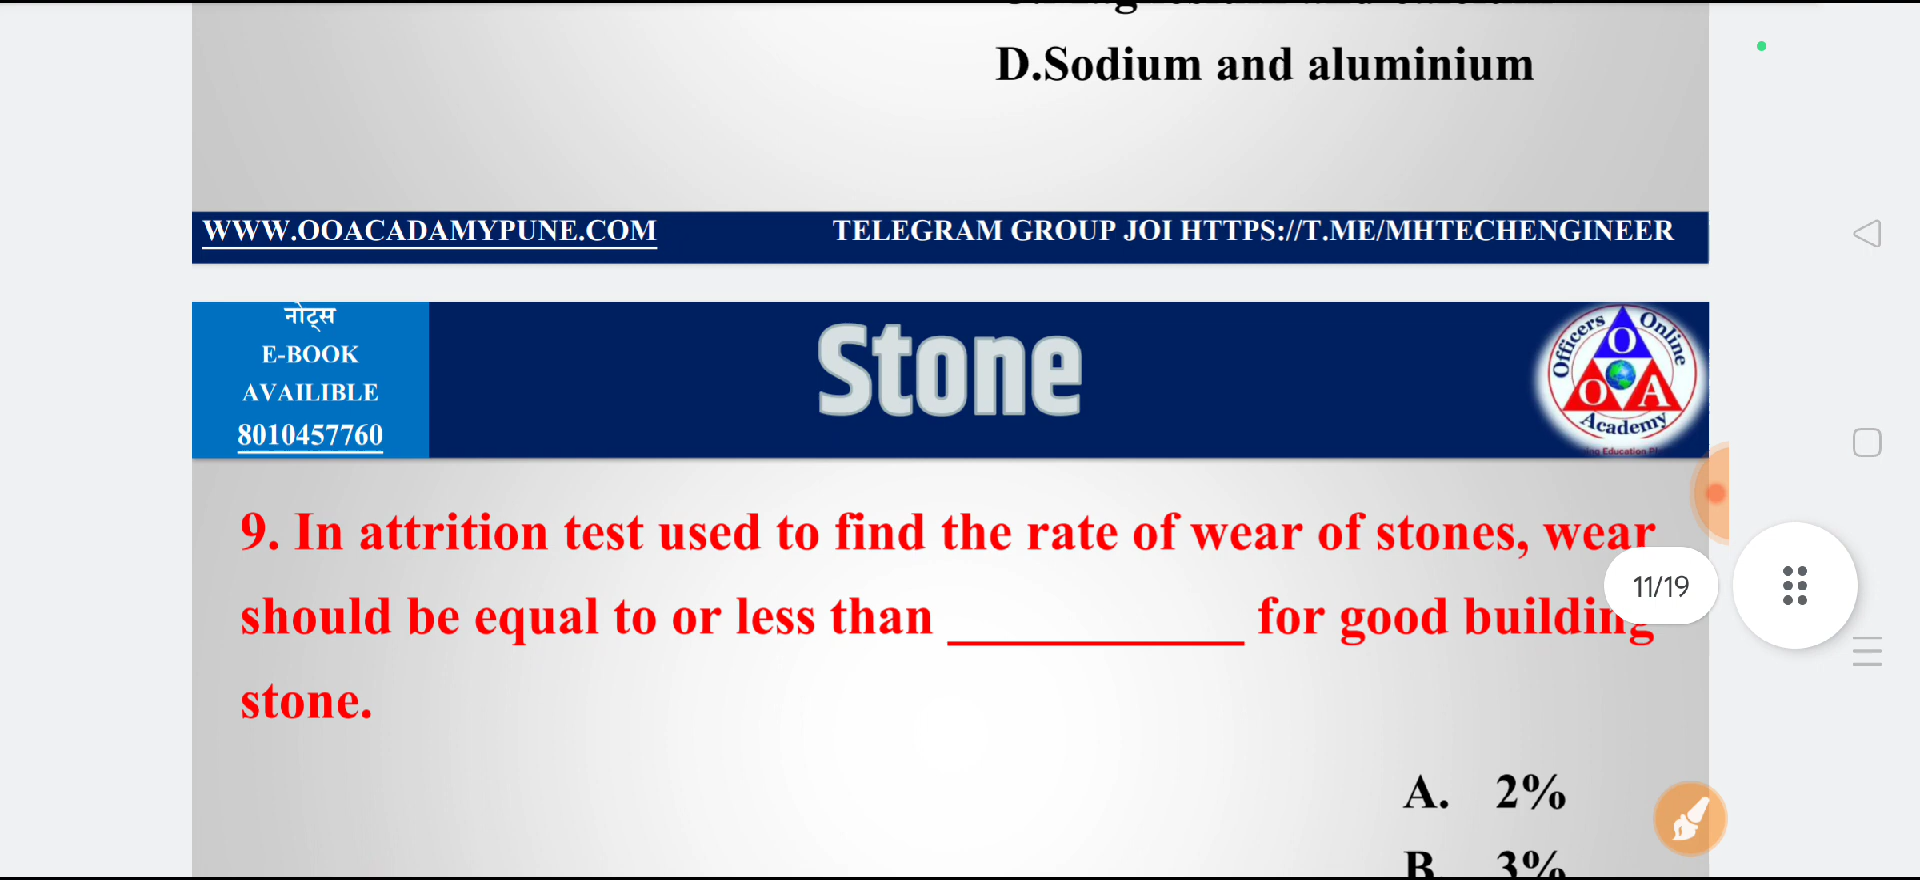 D.Sodium and aluminium
WWW.OOACADAMYPUNE.COM
TELEGRAM GROUP JOI HTTPS://T.ME/MHTECHENGINEER
नोट्स
E-BOOK
AVAILIBLE
8010457760
Stone
Officers Online
O
O A
Academy
9. In attrition test used to find the rate of wear of stones, wear
should be equal to or less than ____________ for good building
stone.
11/19
A. 2%
B 3%